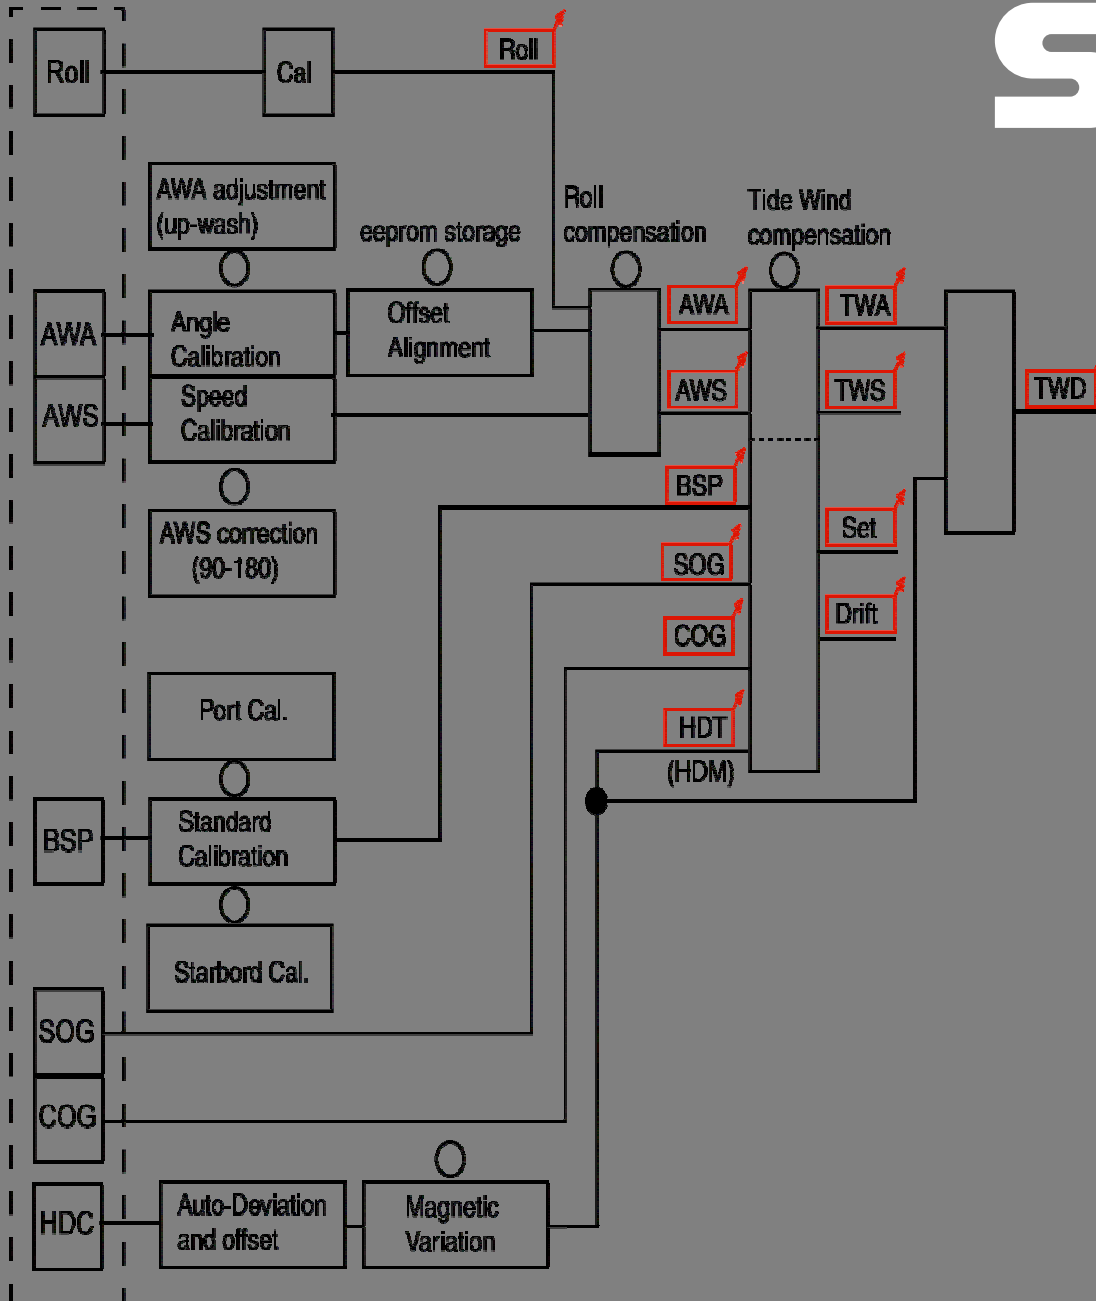 Roll
Cal
Roll
AWA adjustment
(up-wash)
eeprom storage
Roll
compensation
Tide Wind
compensation
AWA
Angle
Calibration
Offset
Alignment
AWA
TWA
AWS
Speed
Calibration
AWS
TWS
TWD
BSP
AWS correction
(90-180)
SOG
Set
COG
Drift
Port Cal.
HDT
(HDM)
BSP
Standard
Calibration
Starbord Cal.
SOG
COG
HDC
Auto-Deviation
and offset
Magnetic
Variation